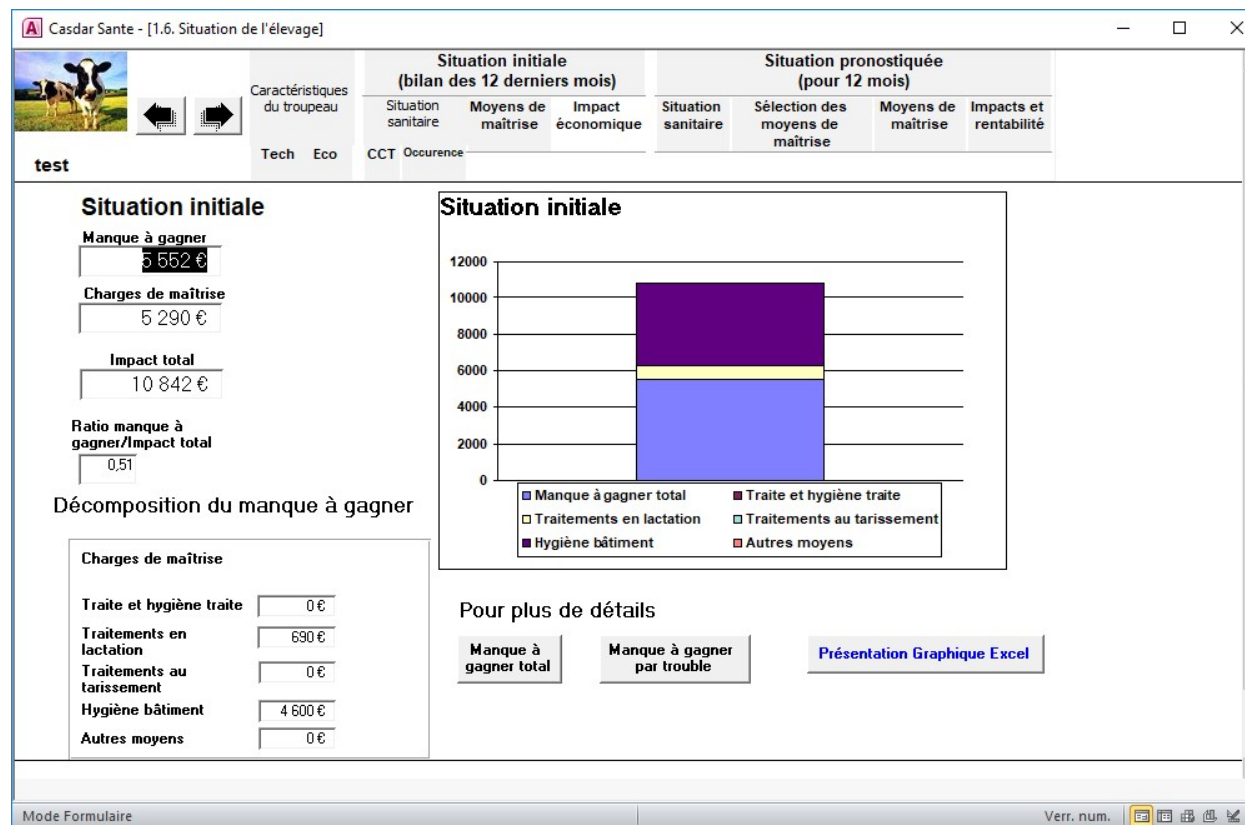 Casdar Sante - [1.6. Situation de l'élevage]
Caractéristiques
du troupeau
Tech Eco
Situation initiale
(bilan des 12 derniers mois)
Situation
sanitaire
Moyens de
maîtrise
Impact
économique
CCT Occurence
Situation pronostiquée
(pour 12 mois)
Situation
sanitaire
Sélection des
moyens de
maîtrise
Moyens de
maîtrise
Impacts et
rentabilité
test
Situation initiale
Manque à gagner
5 552 €
Charges de maîtrise
5 290 €
Impact total
10 842 €
Ratio manque à
gagner/Impact total
0,51
Décomposition du manque à gagner
Charges de maîtrise
Traite et hygiène traite 0 €
Traitements en
lactation
690 €
Traitements au
tarissement
0 €
Hygiène bâtiment 4 600 €
Autres moyens 0 €
Situation initiale
12000
10000
8000
6000
4000
2000
0
Manque à gagner total Traite et hygiène traite
Traitements en lactation Traitements au tarissement
Hygiène bâtiment Autres moyens
Pour plus de détails
Manque à
gagner total
Manque à gagner
par trouble
Présentation Graphique Excel
Mode Formulaire Verr. num.